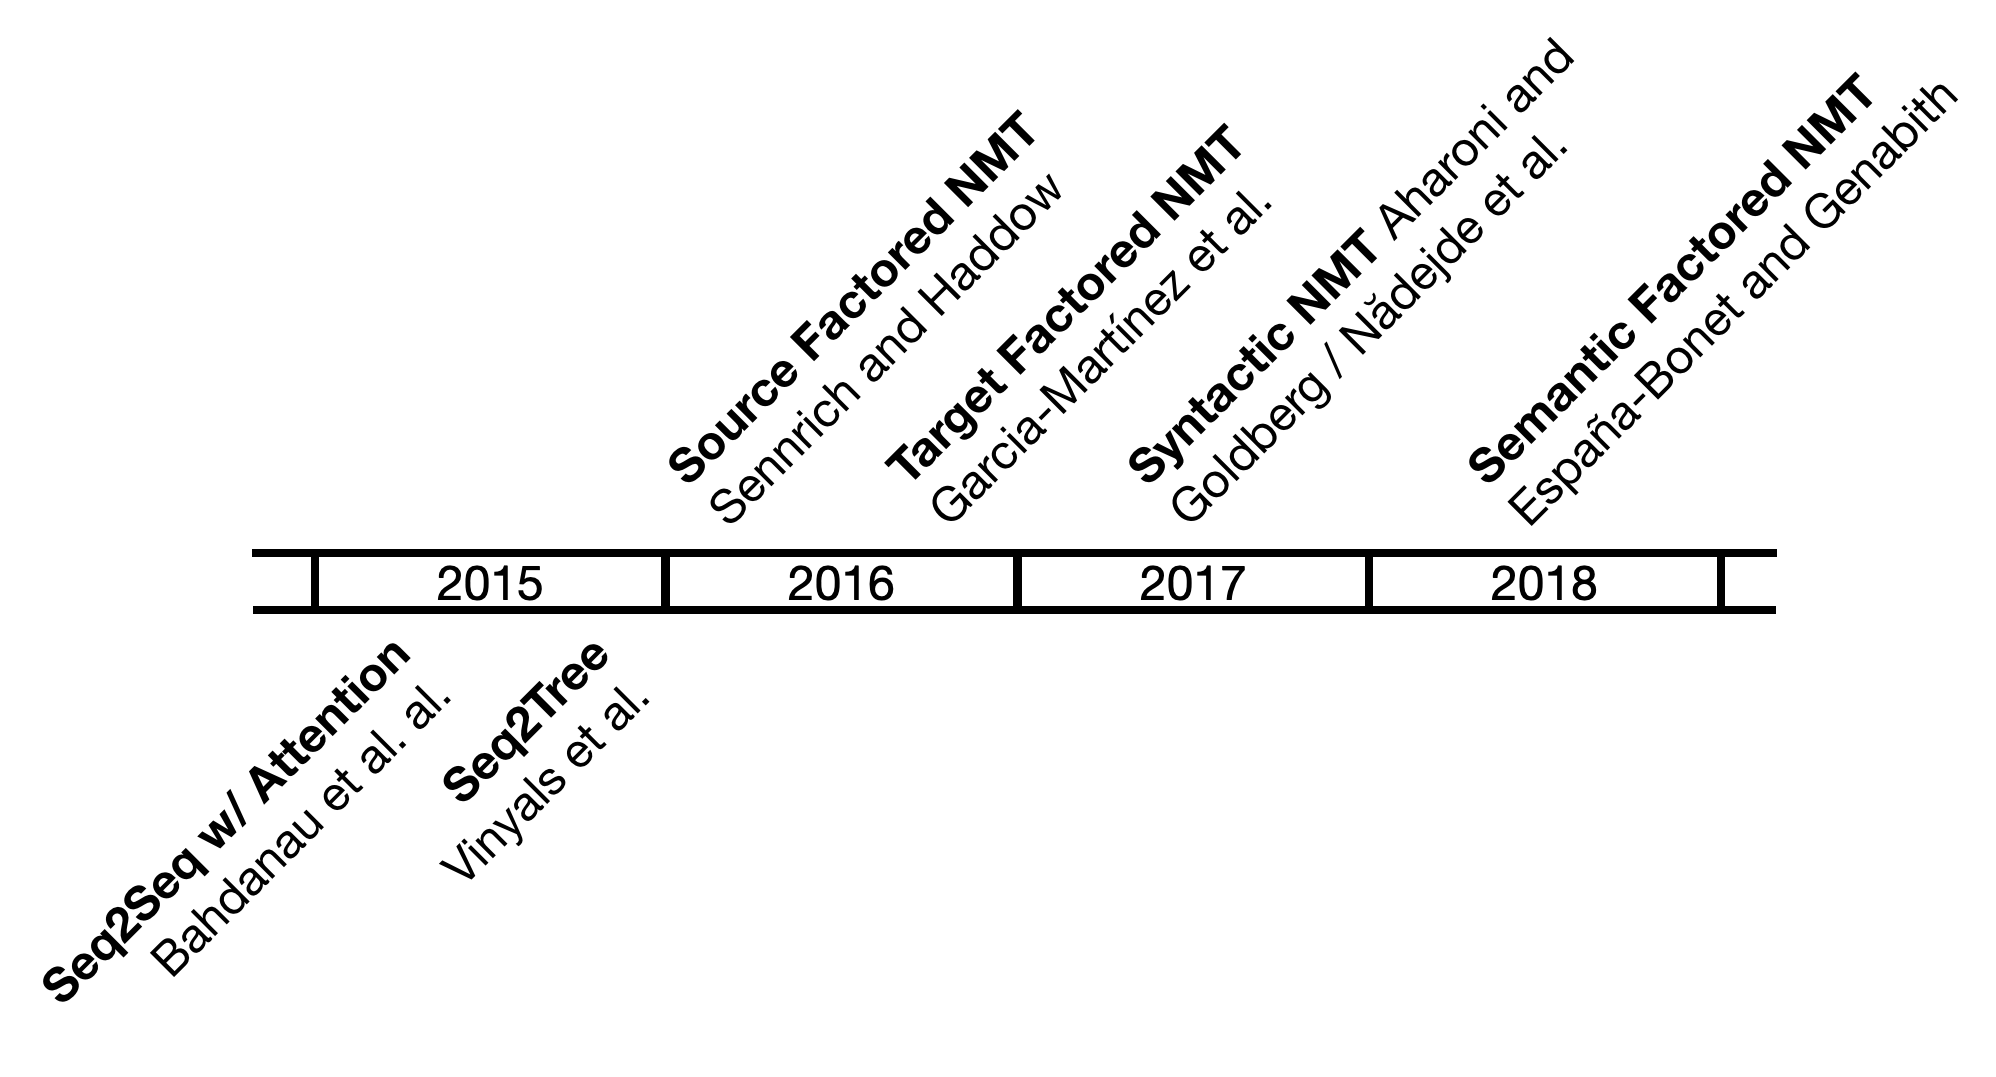 Source Factored NMT
Sennrich and Haddow
Target Factored NMT
Garcia-Martínez et al.
Syntactic NMT Aharoni and
Goldberg / Nădejde et al.
Semantic Factored NMT
España-Bonet and Genabith
2015
2016
2017
2018
Seq2Seq w/ Attention
Bahdanau et al. al.
Seq2Tree
Vinyals et al.